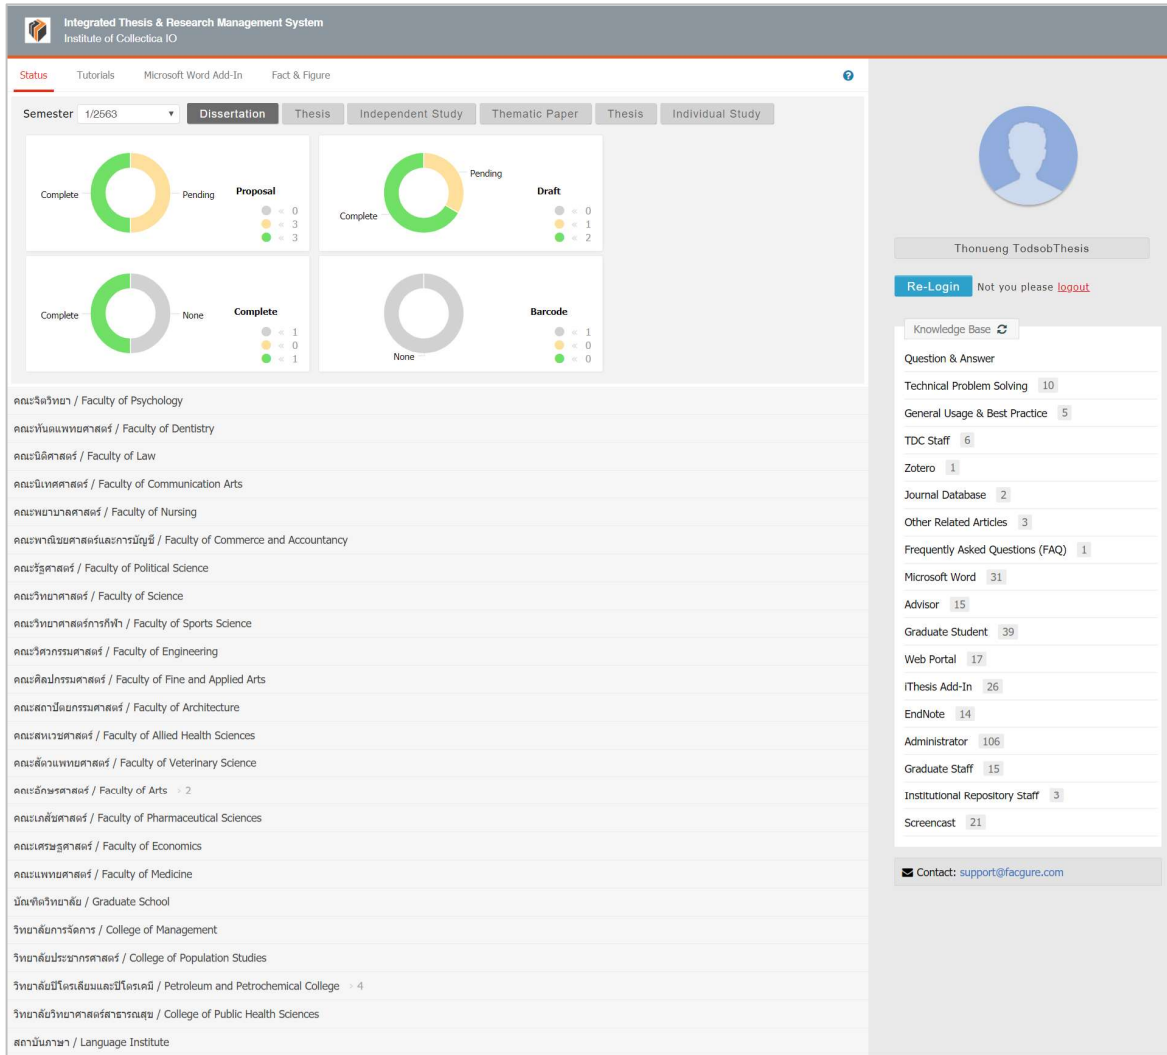 Integrated Thesis & Research Management System
Institute of Collectica IO
Status Tutorials Microsoft Word Add-In Fact & Figure
Semester 1/2563 Dissertation Thesis Independent Study Thematic Paper Thesis Individual Study
Complete Pending Proposal
« 0
« 3
« 3
Complete Pending Draft
« 0
« 1
« 2
Complete None Complete
« 1
« 0
« 1
None Barcode
« 1
« 0
« 0
คณะจิตวิทยา / Faculty of Psychology
คณะทันตแพทยศาสตร์ / Faculty of Dentistry
คณะนิติศาสตร์ / Faculty of Law
คณะนิเทศศาสตร์ / Faculty of Communication Arts
คณะพยาบาลศาสตร์ / Faculty of Nursing
คณะพาณิชยศาสตร์และการบัญชี / Faculty of Commerce and Accountancy
คณะรัฐศาสตร์ / Faculty of Political Science
คณะวิทยาศาสตร์ / Faculty of Science
คณะวิทยาศาสตร์การกีฬา / Faculty of Sports Science
คณะวิศวกรรมศาสตร์ / Faculty of Engineering
คณะศิลปกรรมศาสตร์ / Faculty of Fine and Applied Arts
คณะสถาปัตยกรรมศาสตร์ / Faculty of Architecture
คณะสหเวชศาสตร์ / Faculty of Allied Health Sciences
คณะสัตวแพทยศาสตร์ / Faculty of Veterinary Science
คณะอักษรศาสตร์ / Faculty of Arts › 2
คณะเภสัชศาสตร์ / Faculty of Pharmaceutical Sciences
คณะเศรษฐศาสตร์ / Faculty of Economics
คณะแพทยศาสตร์ / Faculty of Medicine
บัณฑิตวิทยาลัย / Graduate School
วิทยาลัยการจัดการ / College of Management
วิทยาลัยประชากรศาสตร์ / College of Population Studies
วิทยาลัยปิโตรเลียมและปิโตรเคมี / Petroleum and Petrochemical College › 4
วิทยาลัยวิทยาศาสตร์สาธารณสุข / College of Public Health Sciences
สถาบันภาษา / Language Institute
Thonueng TodsobThesis
Re-Login Not you please logout
Knowledge Base
Question & Answer
Technical Problem Solving 10
General Usage & Best Practice 5
TDC Staff 6
Zotero 1
Journal Database 2
Other Related Articles 3
Frequently Asked Questions (FAQ) 1
Microsoft Word 31
Advisor 15
Graduate Student 39
Web Portal 17
iThesis Add-In 26
EndNote 14
Administrator 106
Graduate Staff 15
Institutional Repository Staff 3
Screencast 21
Contact: support@facgure.com